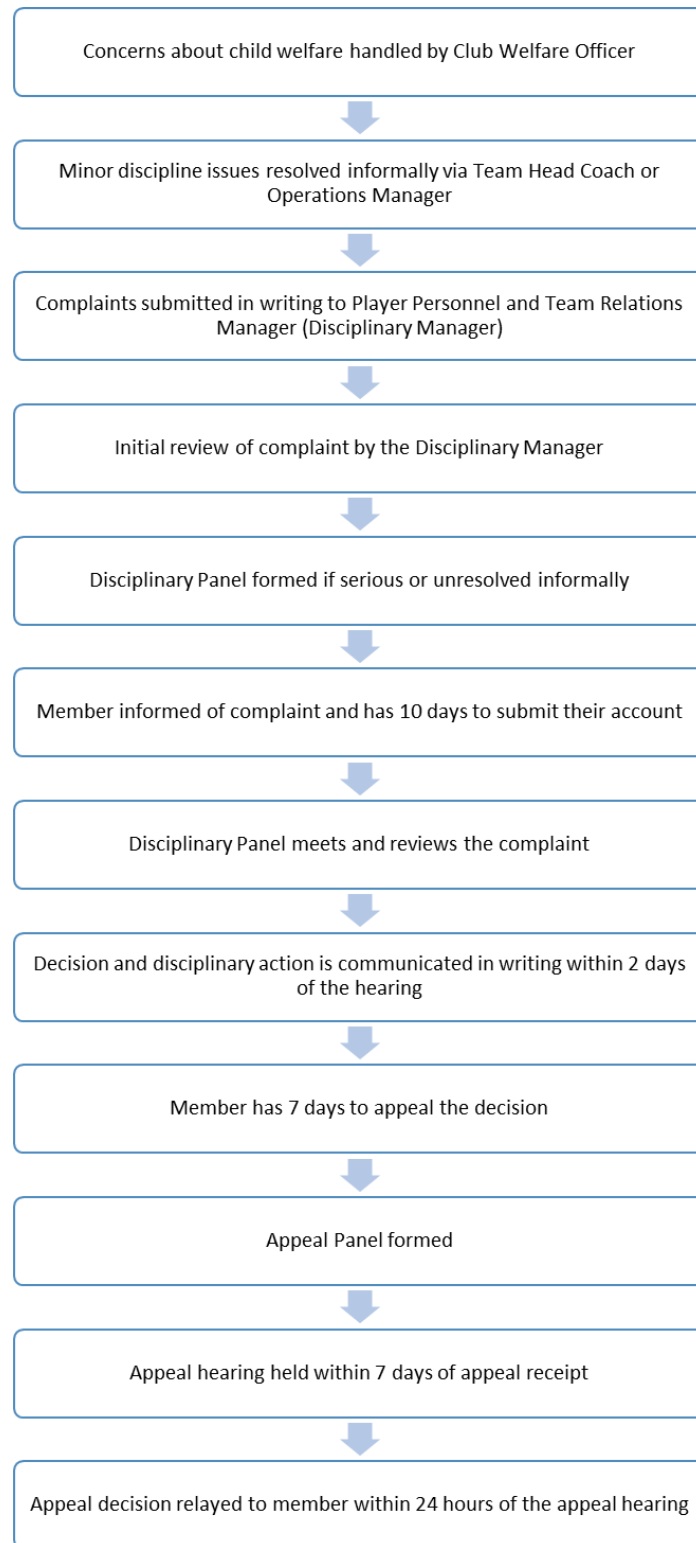 Concerns about child welfare handled by Club Welfare Officer
Minor discipline issues resolved informally via Team Head Coach or
Operations Manager
Complaints submitted in writing to Player Personnel and Team Relations
Manager (Disciplinary Manager)
Initial review of complaint by the Disciplinary Manager
Disciplinary Panel formed if serious or unresolved informally
Member informed of complaint and has 10 days to submit their account
Disciplinary Panel meets and reviews the complaint
Decision and disciplinary action is communicated in writing within 2 days
of the hearing
Member has 7 days to appeal the decision
Appeal Panel formed
Appeal hearing held within 7 days of appeal receipt
Appeal decision relayed to member within 24 hours of the appeal hearing